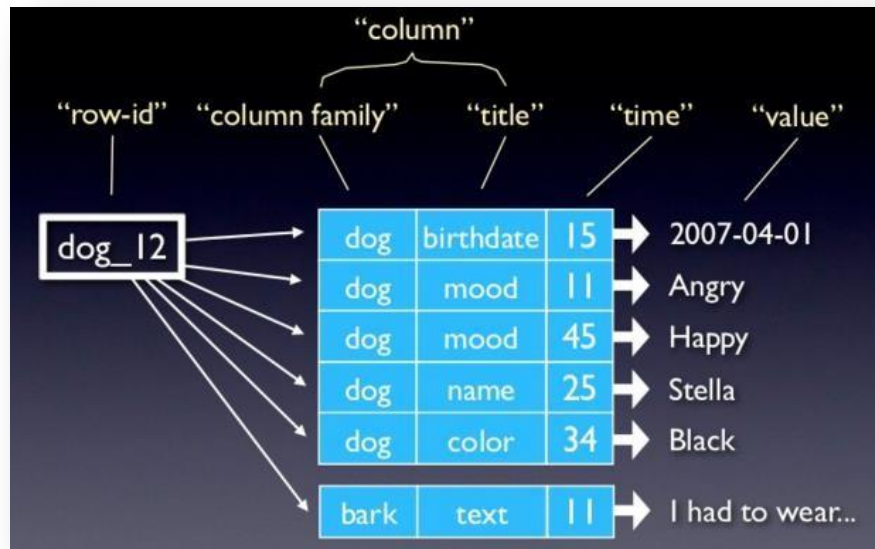 “column”
“row-id” “column family” “title” “time” “value”
dog_12
dog birthdate 15 2007-04-01
dog mood 11 Angry
dog mood 45 Happy
dog name 25 Stella
dog color 34 Black
bark text 11 I had to wear...